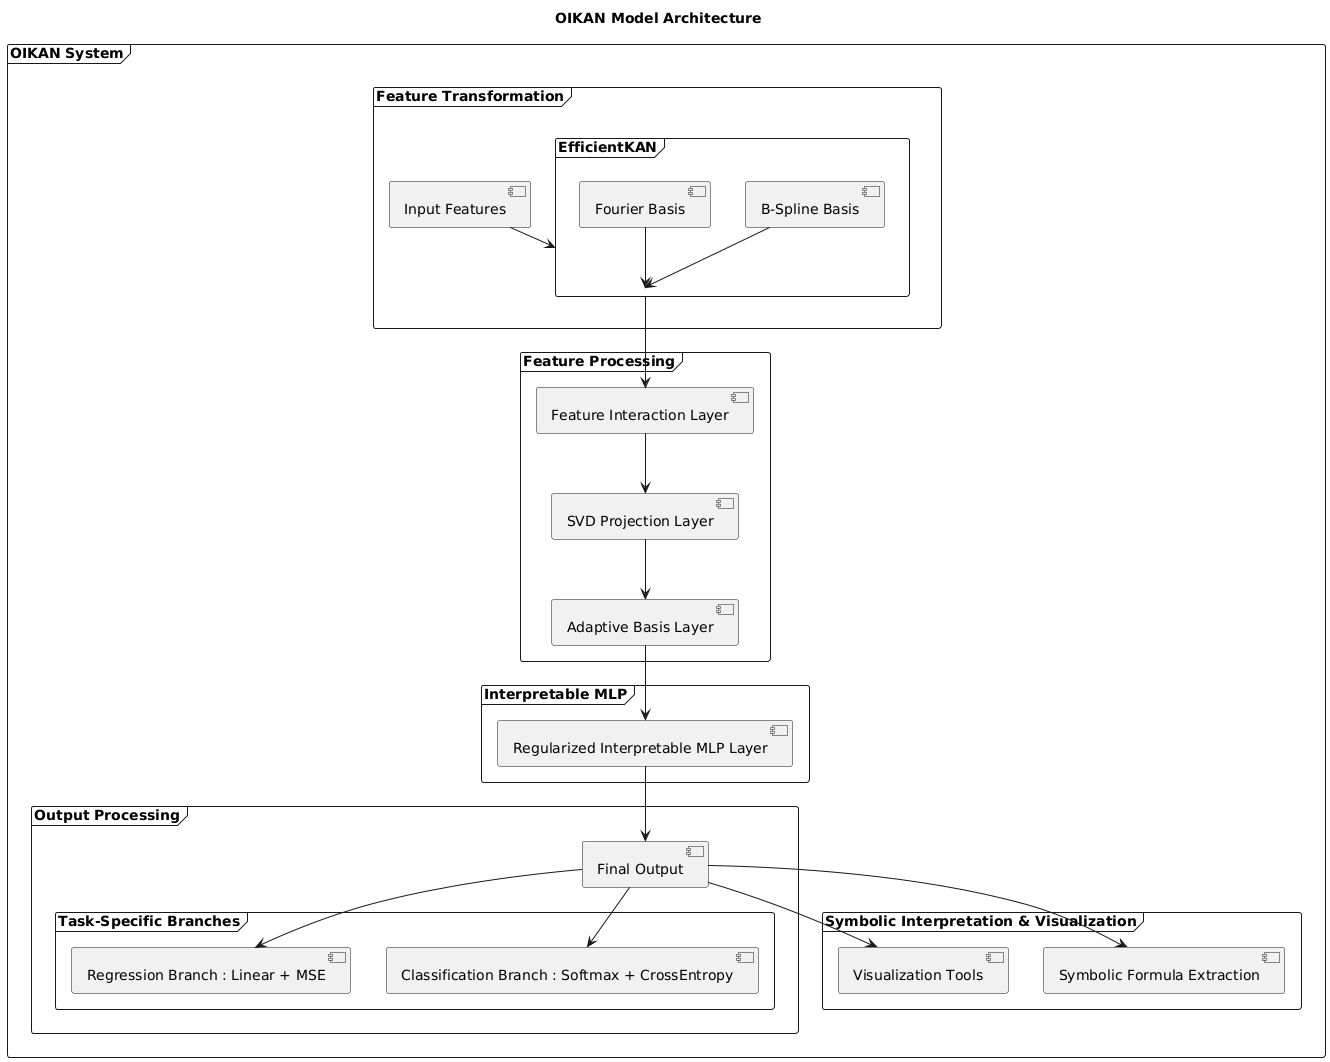 OIKAN Model Architecture
OIKAN System
Feature Transformation
EfficientKAN
Input Features
Fourier Basis
B-Spline Basis
Feature Processing
Feature Interaction Layer
SVD Projection Layer
Adaptive Basis Layer
Interpretable MLP
Regularized Interpretable MLP Layer
Output Processing
Final Output
Task-Specific Branches
Regression Branch : Linear + MSE
Classification Branch : Softmax + CrossEntropy
Symbolic Interpretation & Visualization
Visualization Tools
Symbolic Formula Extraction